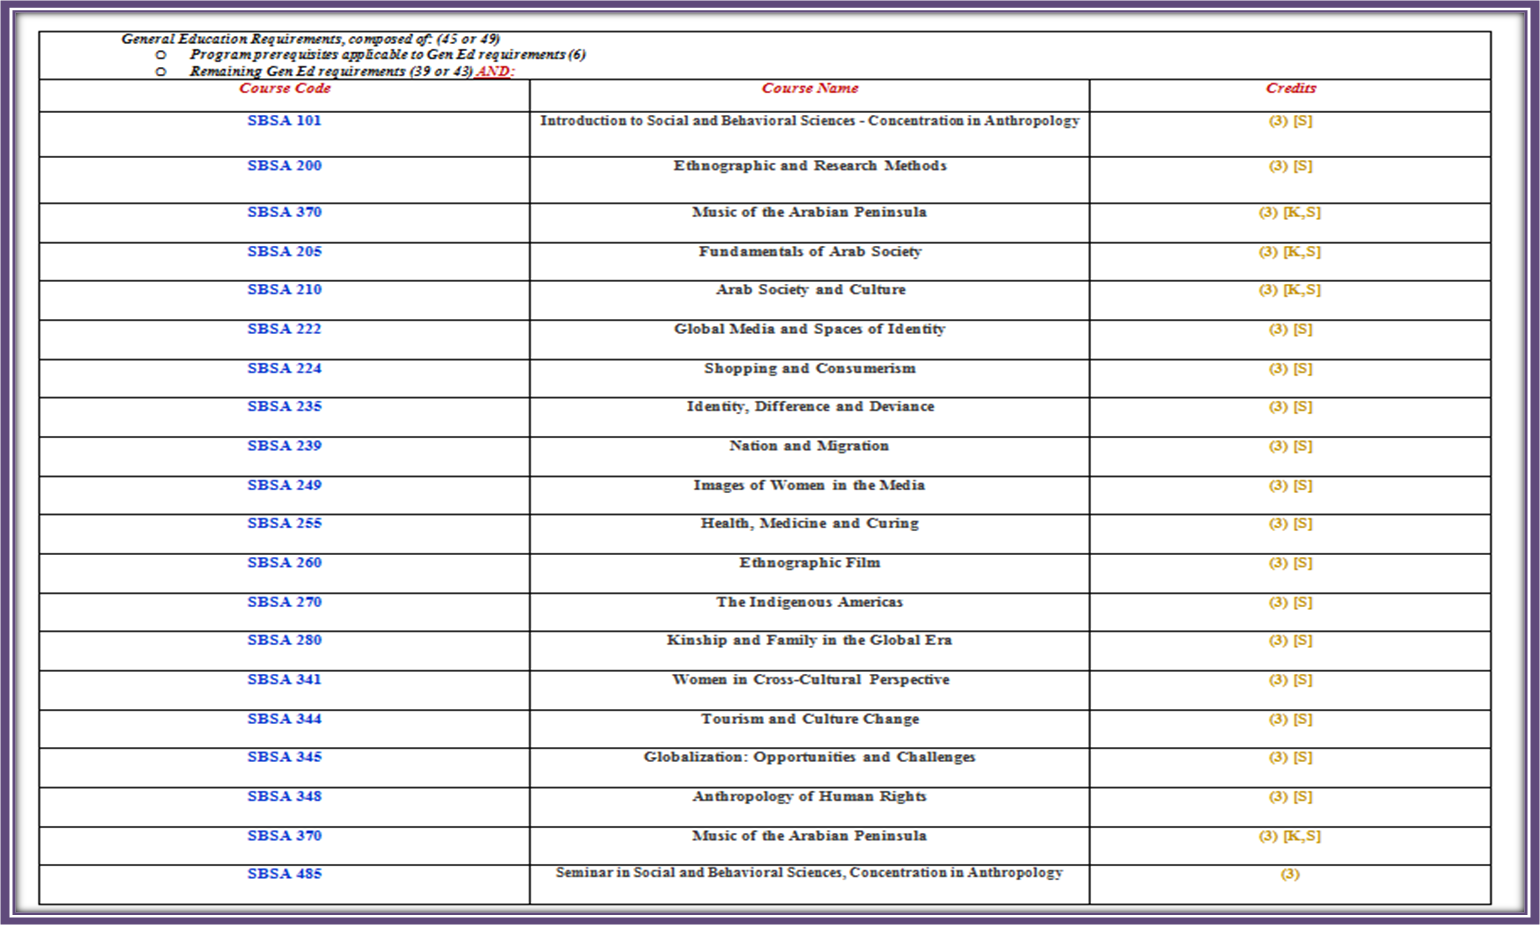 General Education Requirements, composed of: (45 or 49)
o Program prerequisites applicable to Gen Ed requirements (6)
o Remaining Gen Ed requirements (39 or 43) AND:
Course Code Course Name Credits
SBSA 101 Introduction to Social and Behavioral Sciences - Concentration in Anthropology (3) [S]
SBSA 200 Ethnographic and Research Methods (3) [S]
SBSA 370 Music of the Arabian Peninsula (3) [K,S]
SBSA 205 Fundamentals of Arab Society (3) [K,S]
SBSA 210 Arab Society and Culture (3) [K,S]
SBSA 222 Global Media and Spaces of Identity (3) [S]
SBSA 224 Shopping and Consumerism (3) [S]
SBSA 235 Identity, Difference and Deviance (3) [S]
SBSA 239 Nation and Migration (3) [S]
SBSA 249 Images of Women in the Media (3) [S]
SBSA 255 Health, Medicine and Curing (3) [S]
SBSA 260 Ethnographic Film (3) [S]
SBSA 270 The Indigenous Americas (3) [S]
SBSA 280 Kinship and Family in the Global Era (3) [S]
SBSA 341 Women in Cross-Cultural Perspective (3) [S]
SBSA 344 Tourism and Culture Change (3) [S]
SBSA 345 Globalization: Opportunities and Challenges (3) [S]
SBSA 348 Anthropology of Human Rights (3) [S]
SBSA 370 Music of the Arabian Peninsula (3) [K,S]
SBSA 485 Seminar in Social and Behavioral Sciences, Concentration in Anthropology (3)